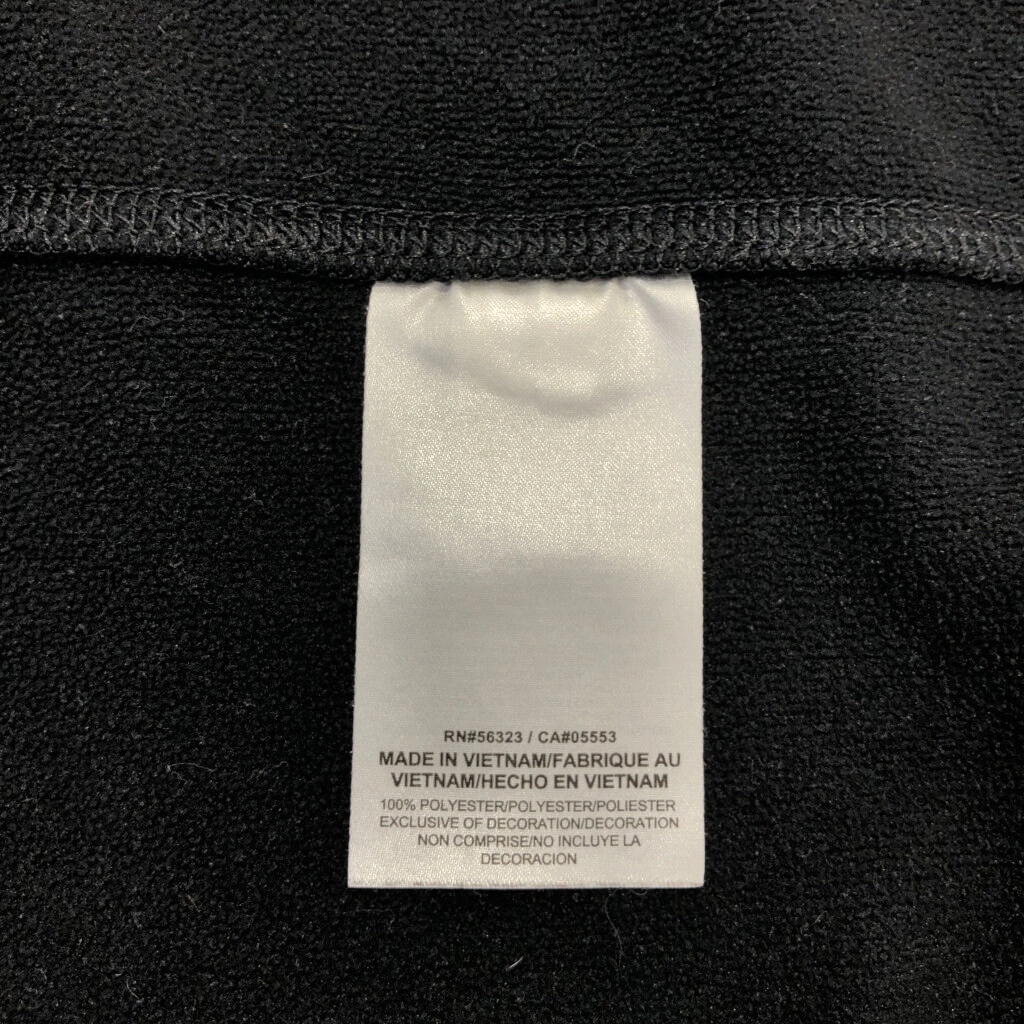 RN#56323 / CA#05553
MADE IN VIETNAM/FABRIQUE AU
VIETNAM/HECHO EN VIETNAM
100% POLYESTER/POLYESTER/POLIESTER
EXCLUSIVE OF DECORATION/DECORATION
NON COMPRISE/NO INCLUYE LA
DECORACION